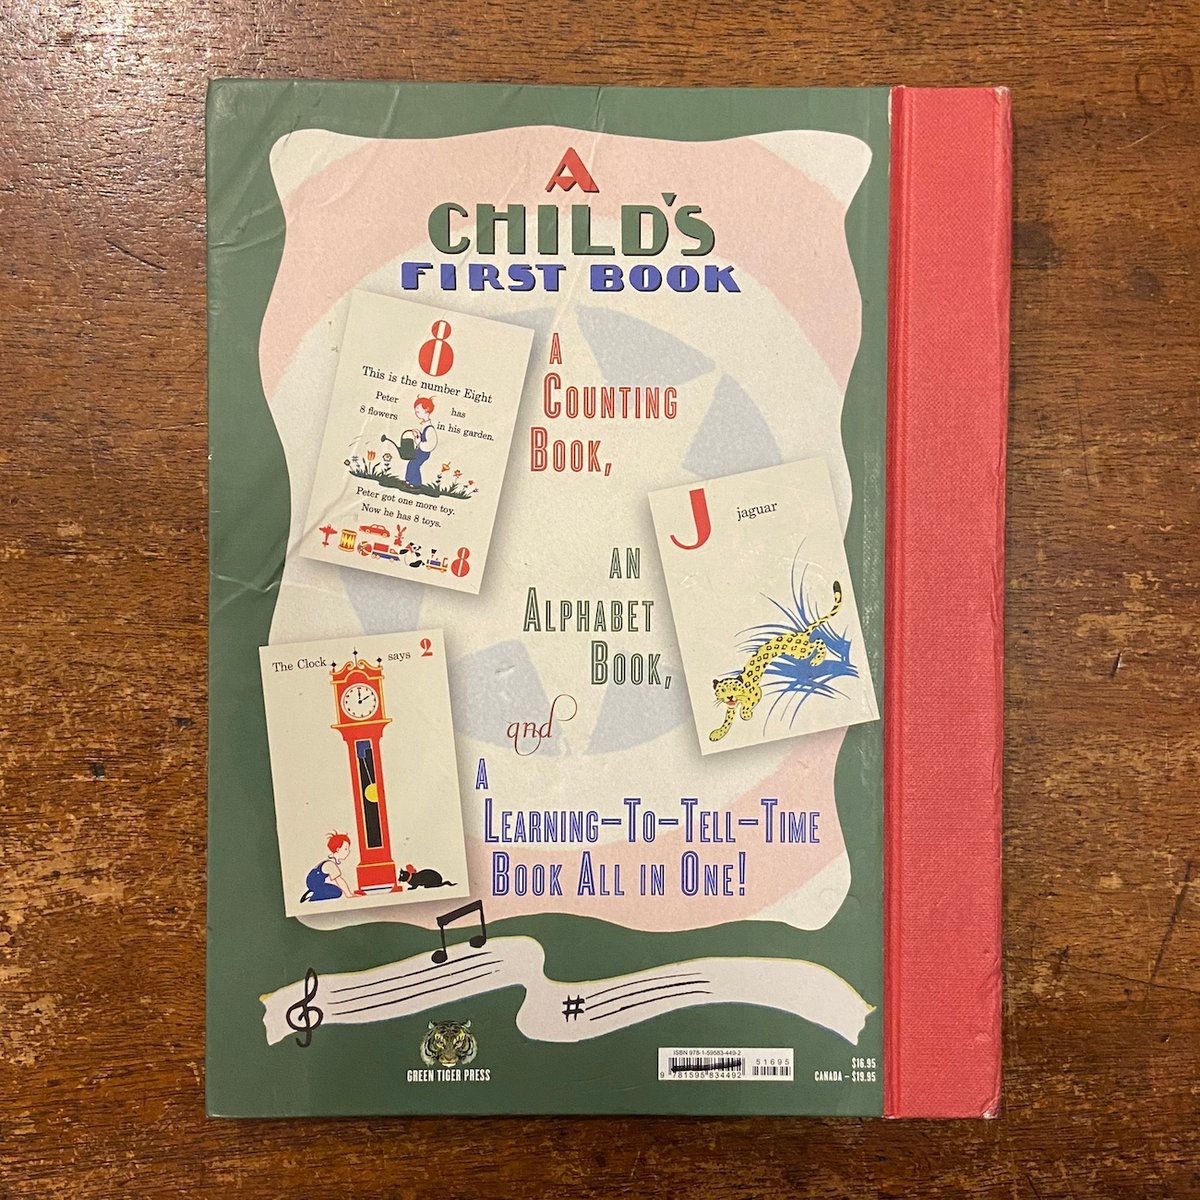 A
CHILD'S
FIRST BOOK
8
This is the number Eight
Peter has
8 flowers in his garden.
Peter got one more toy.
Now he has 8 toys.
8
A
COUNTING
BOOK,
J jaguar
AN
ALPHABET
BOOK,
The Clock says 2
and
A
LEARNING-TO-TELL-TIME
BOOK ALL IN ONE!
GREEN TIGER PRESS
ISBN 978-1-59583-449-2
51695
9 781595 834492
$16.95
CANADA – $19.95